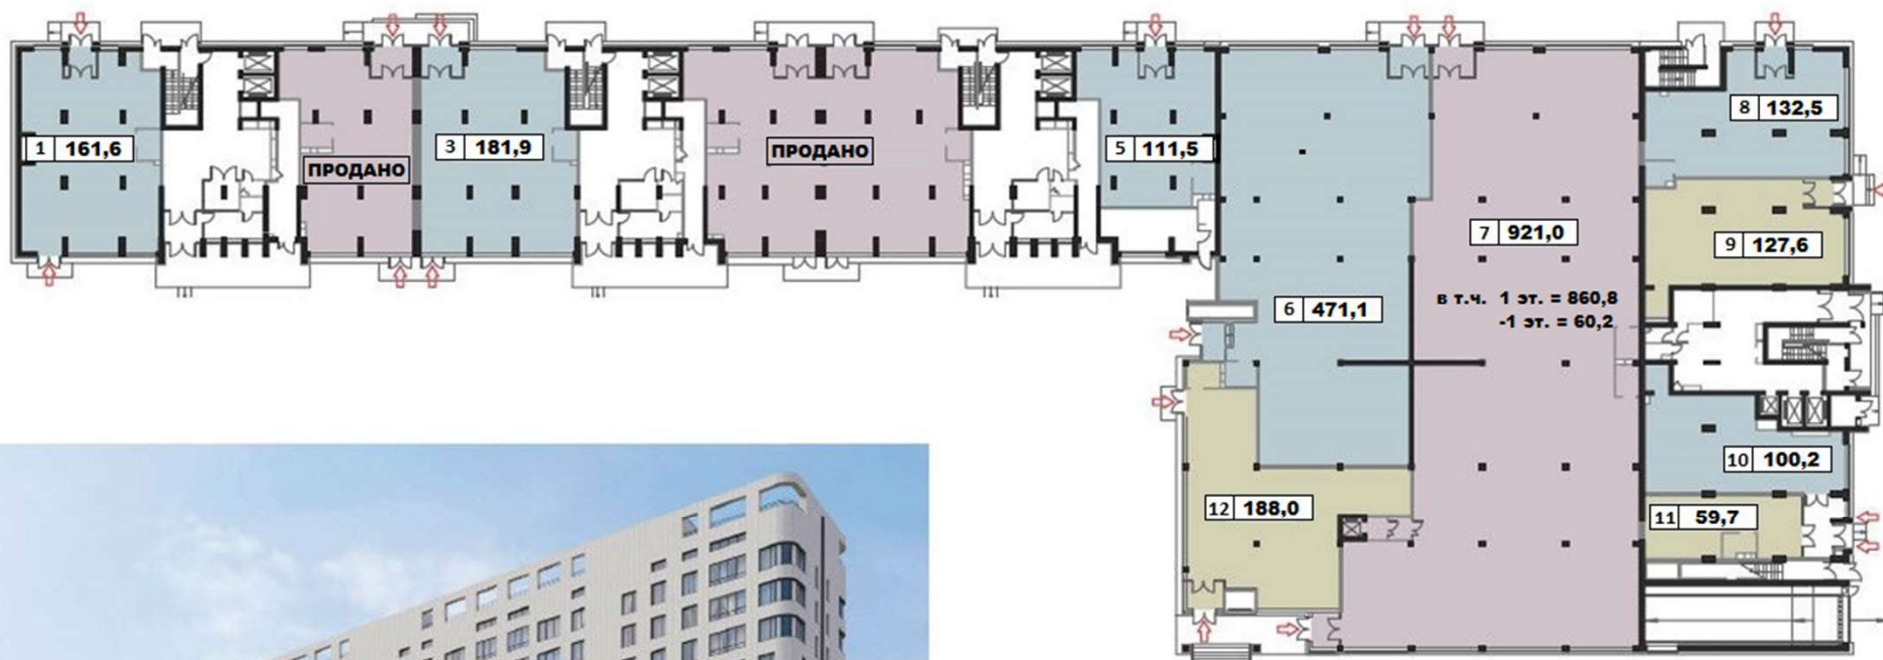 1 161,6
ПРОДАНО
3 181,9
ПРОДАНО
5 111,5
6 471,1
7 921,0
в т.ч. 1 эт. = 860,8
-1 эт. = 60,2
8 132,5
9 127,6
10 100,2
11 59,7
12 188,0